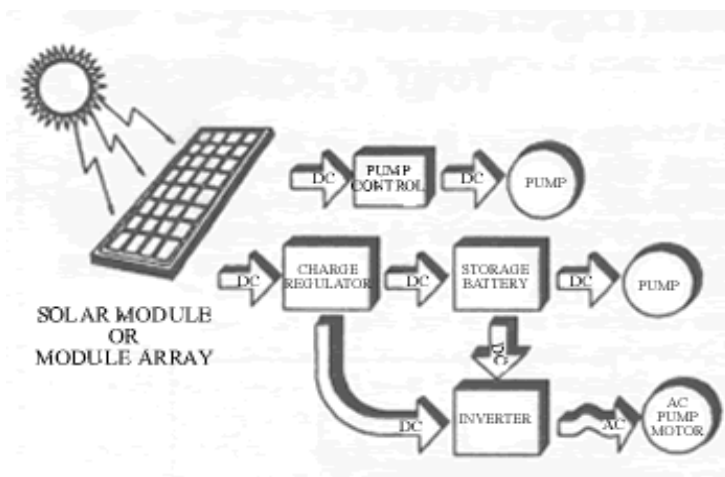 DC
PUMP
CONTROL
DC
PUMP
DC
CHARGE
REGULATOR
DC
STORAGE
BATTERY
DC
PUMP
SOLAR MODULE
OR
MODULE ARRAY
DC
DC
INVERTER
AC
AC
PUMP
MOTOR